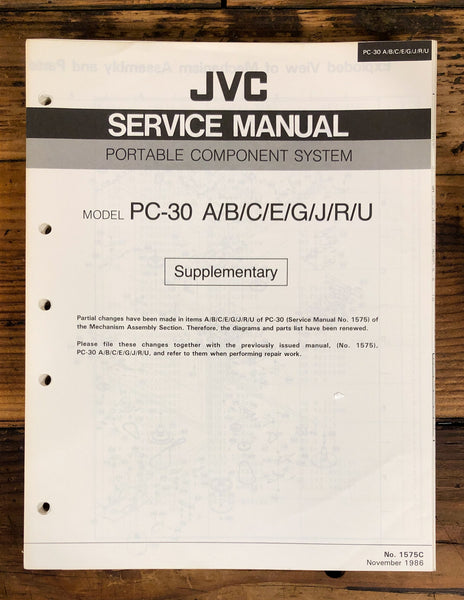 PC-30 A/B/C/E/G/J/R/U
JVC
SERVICE MANUAL
PORTABLE COMPONENT SYSTEM
MODEL PC-30 A/B/C/E/G/J/R/U
Supplementary
Partial changes have been made in items A/B/C/E/G/J/R/U of PC-30 (Service Manual No. 1575) of
the Mechanism Assembly Section. Therefore, the diagrams and parts list have been renewed.
Please file these changes together with the previously issued manual, (No. 1575),
PC-30 A/B/C/E/G/J/R/U, and refer to them when performing repair work.
No. 1575C
November 1986